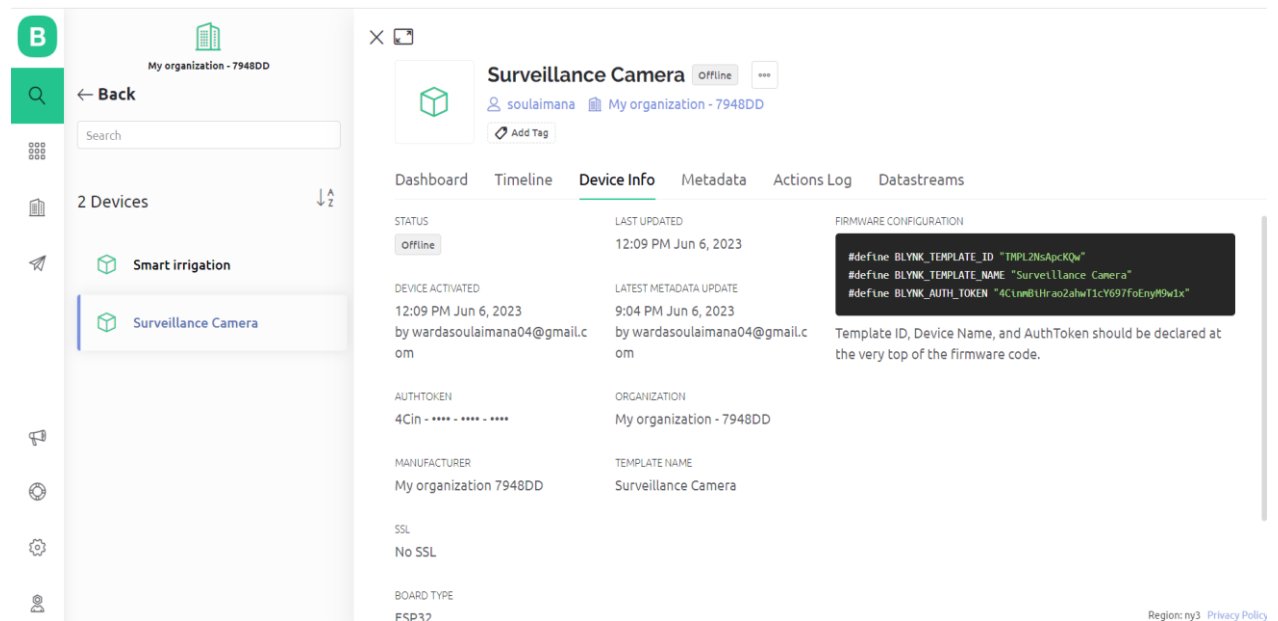 B
My organization - 7948DD
← Back
Search
2 Devices
A
Z
Smart irrigation
Surveillance Camera
Surveillance Camera Offline
soulaimana My organization - 7948DD
Add Tag
Dashboard Timeline Device Info Metadata Actions Log Datastreams
STATUS
Offline
LAST UPDATED
12:09 PM Jun 6, 2023
DEVICE ACTIVATED
12:09 PM Jun 6, 2023
by wardasoulaimana04@gmail.c
om
LATEST METADATA UPDATE
9:04 PM Jun 6, 2023
by wardasoulaimana04@gmail.c
om
AUTHTOKEN
4Cin - •••• - •••• - ••••
ORGANIZATION
My organization - 7948DD
MANUFACTURER
My organization 7948DD
TEMPLATE NAME
Surveillance Camera
SSL
No SSL
BOARD TYPE
ESP32
FIRMWARE CONFIGURATION
#define BLYNK_TEMPLATE_ID "TMPL2NsApcKQw"
#define BLYNK_TEMPLATE_NAME "Surveillance Camera"
#define BLYNK_AUTH_TOKEN "4CinmBiHrao2ahwT1cY697foEnyM9w1x"
Template ID, Device Name, and AuthToken should be declared at
the very top of the firmware code.
Region: ny3 Privacy Policy